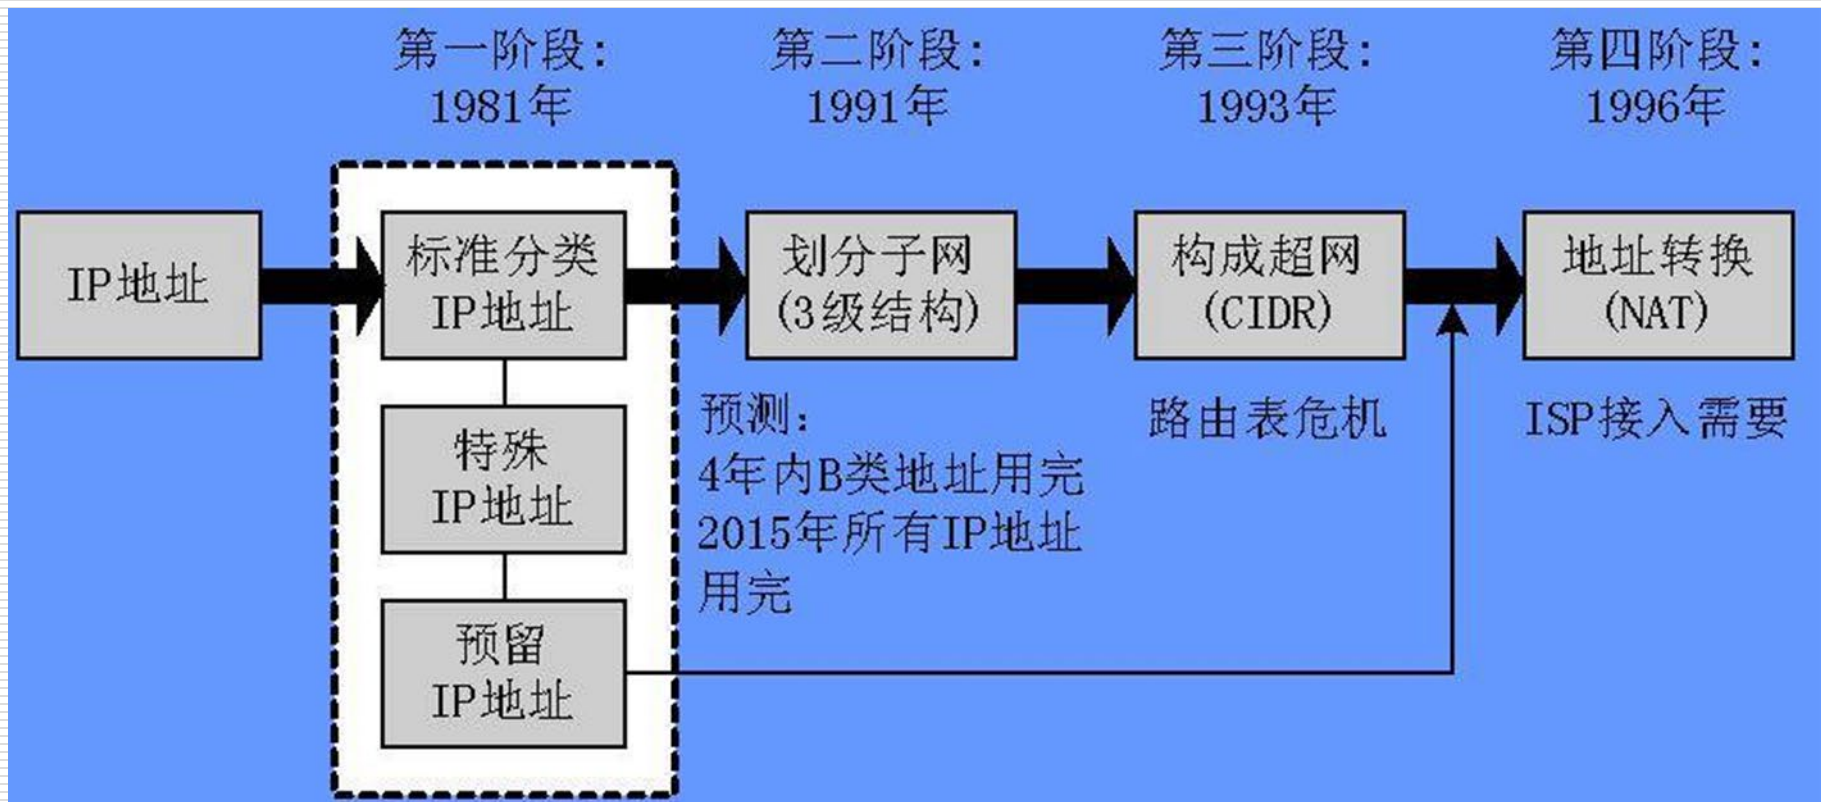 第一阶段:
1981年
第二阶段:
1991年
第三阶段:
1993年
第四阶段:
1996年
IP地址
标准分类
IP地址
划分子网
(3级结构)
构成超网
(CIDR)
地址转换
(NAT)
特殊
IP地址
预测:
4年内B类地址用完
2015年所有IP地址
用完
路由表危机
ISP接入需要
预留
IP地址